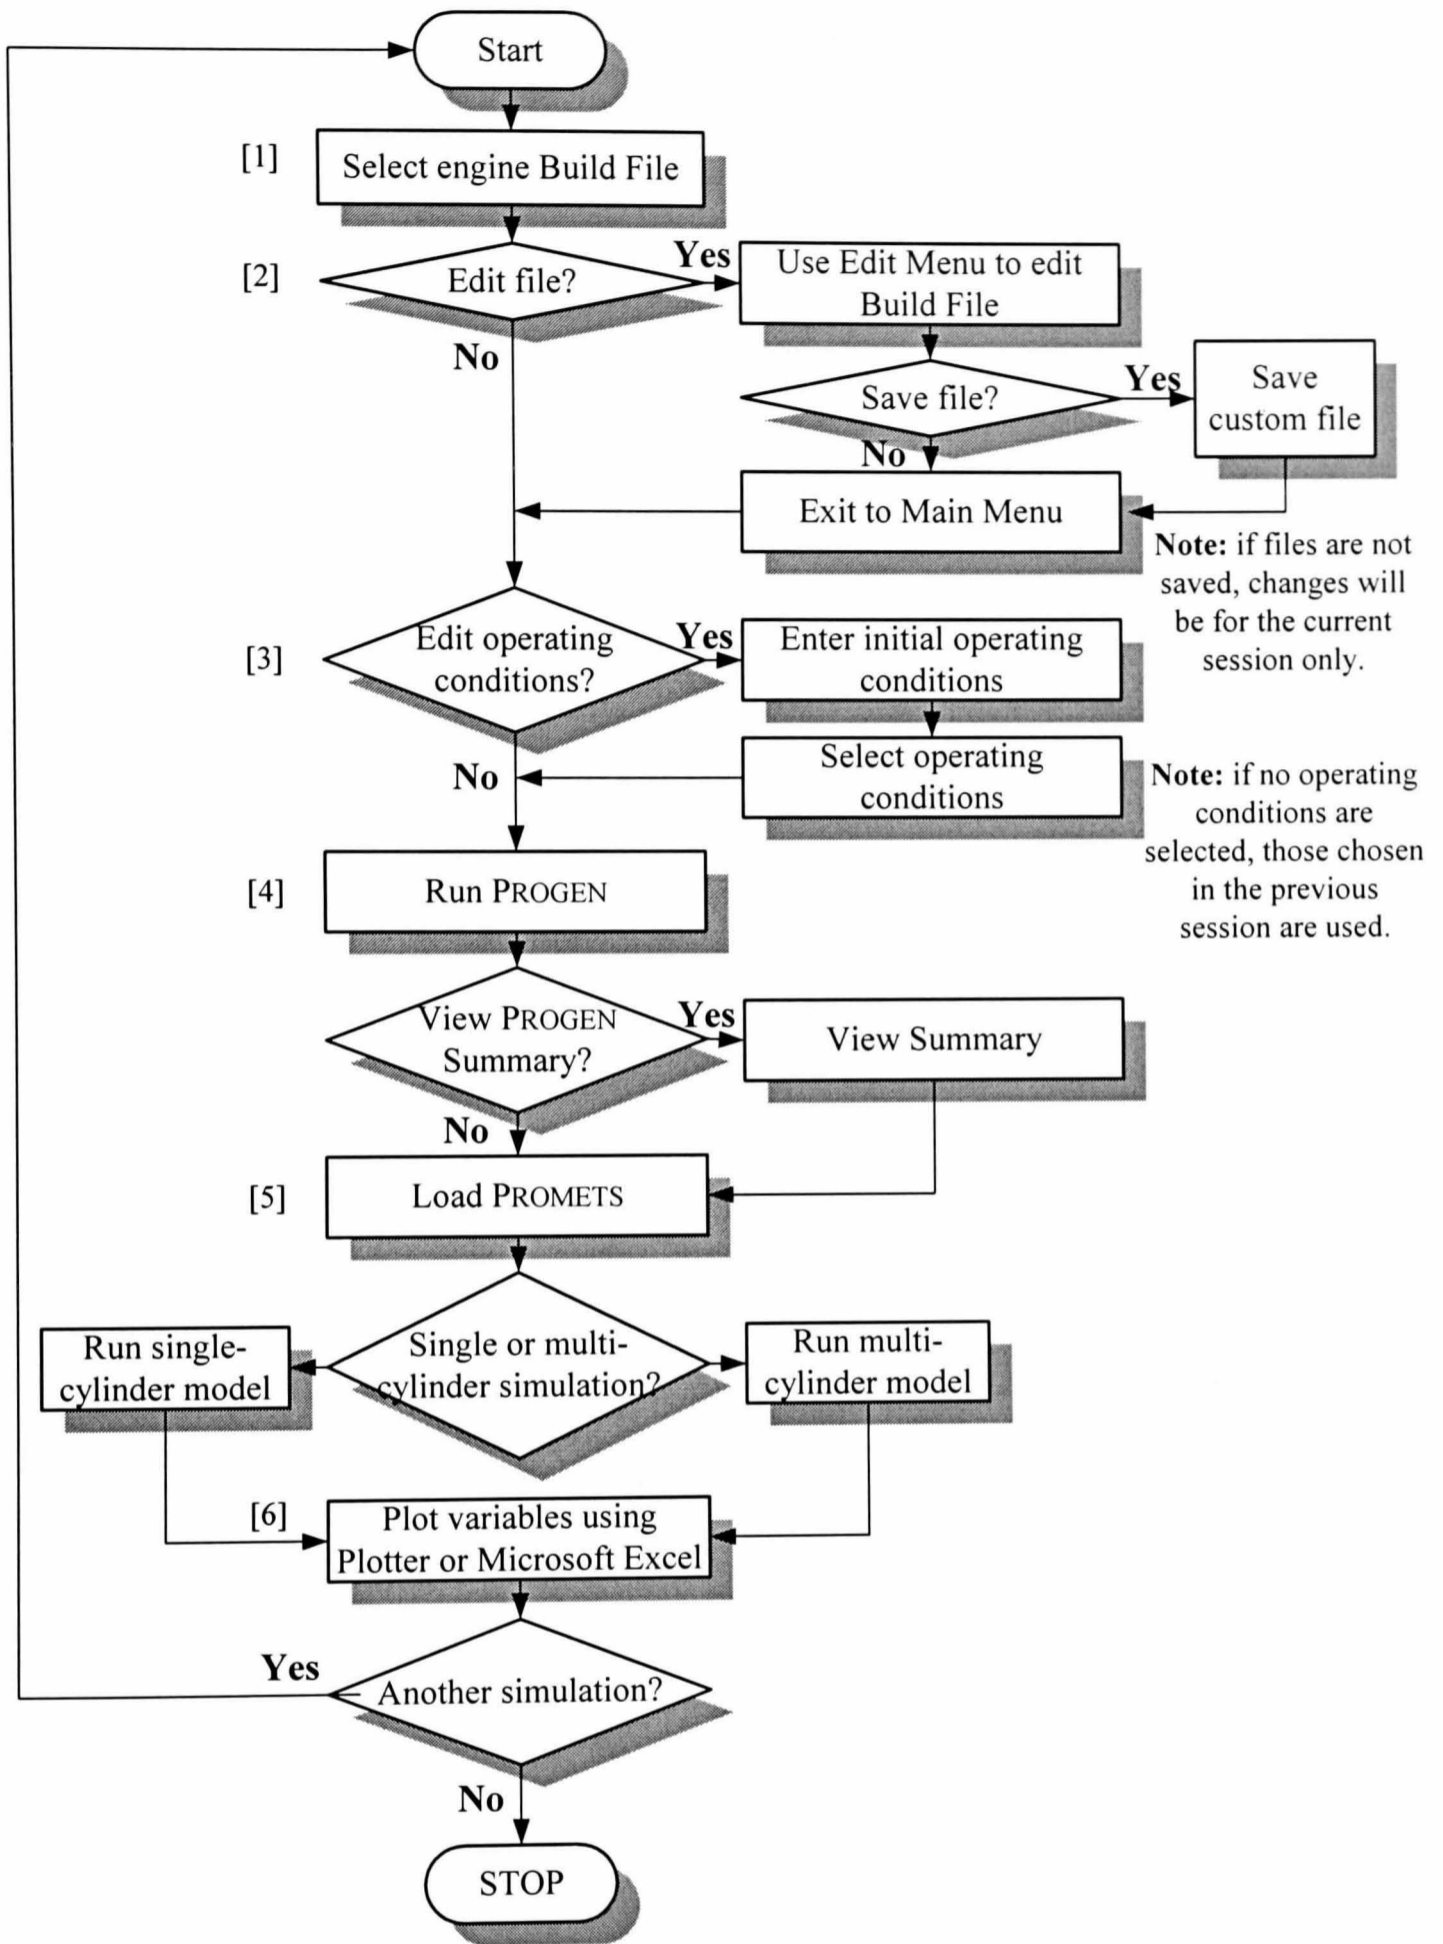 Start
[1]
Select engine Build File
[2]
Edit file?
Yes
Use Edit Menu to edit
Build File
No
Save file?
Yes
Save
custom file
No
Exit to Main Menu
Note: if files are not
saved, changes will
be for the current
session only.
[3]
Edit operating
conditions?
Yes
Enter initial operating
conditions
No
Select operating
conditions
Note: if no operating
conditions are
selected, those chosen
in the previous
session are used.
[4]
Run PROGEN
View PROGEN
Summary?
Yes
View Summary
No
[5]
Load PROMETS
Run single-
cylinder model
Single or multi-
cylinder simulation?
Run multi-
cylinder model
[6]
Plot variables using
Plotter or Microsoft Excel
Yes
Another simulation?
No
STOP